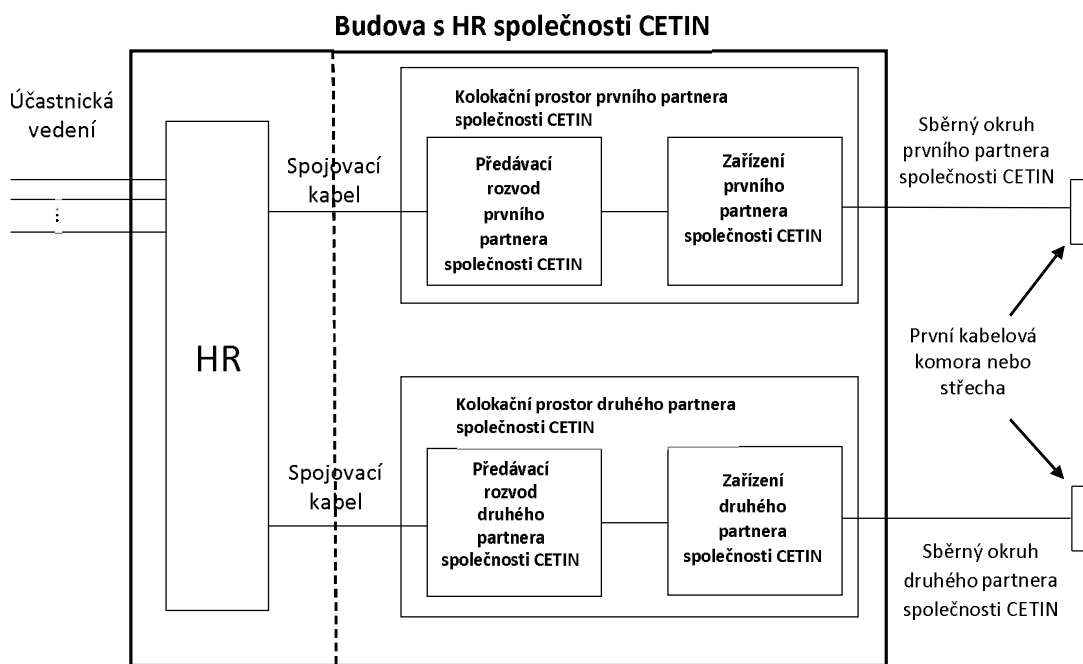 Budova s HR společnosti CETIN
Účastnická
vedení
HR
Spojovací
kabel
Kolokační prostor prvního partnera
společnosti CETIN
Předávací
rozvod
prvního
partnera
společnosti CETIN
Zařízení
prvního
partnera
společnosti CETIN
Sběrný okruh
prvního partnera
společnosti CETIN
První kabelová
komora nebo
střecha
Spojovací
kabel
Kolokační prostor druhého partnera
společnosti CETIN
Předávací
rozvod
druhého
partnera
společnosti CETIN
Zařízení
druhého
partnera
společnosti CETIN
Sběrný okruh
druhého partnera
společnosti CETIN